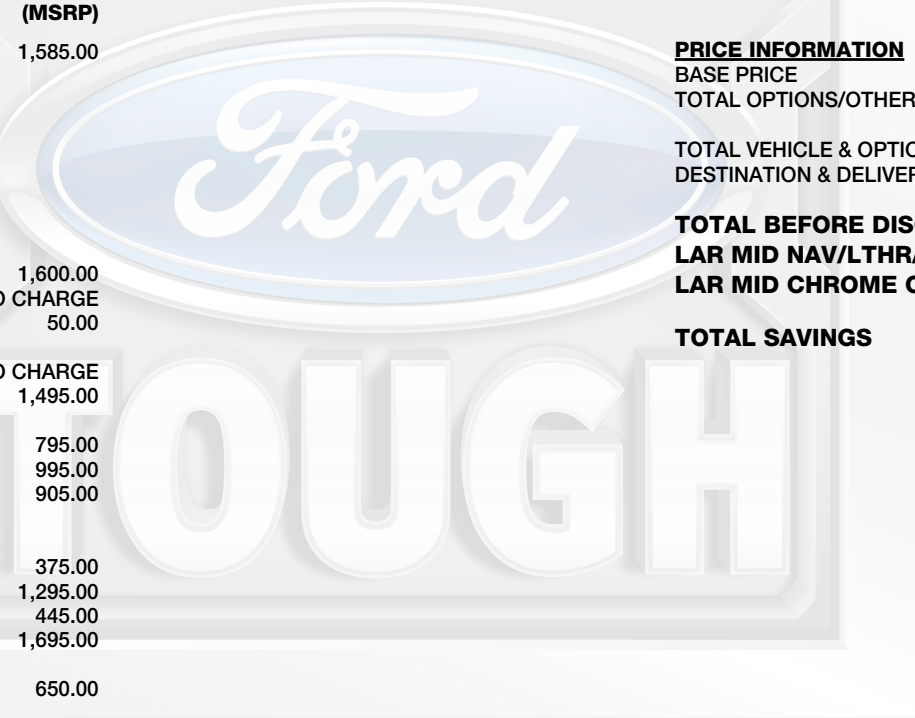 (MSRP)
1,585.00
1,600.00
CHARGE
50.00
CHARGE
1,495.00
795.00
995.00
905.00
375.00
1,295.00
445.00
1,695.00
650.00
Ford
TOUGH
PRICE INFORMATION
BASE PRICE
TOTAL OPTIONS/OTHER
TOTAL VEHICLE & OPTIO
DESTINATION & DELIVER
TOTAL BEFORE DIS
LAR MID NAV/LTHR/
LAR MID CHROME
TOTAL SAVINGS